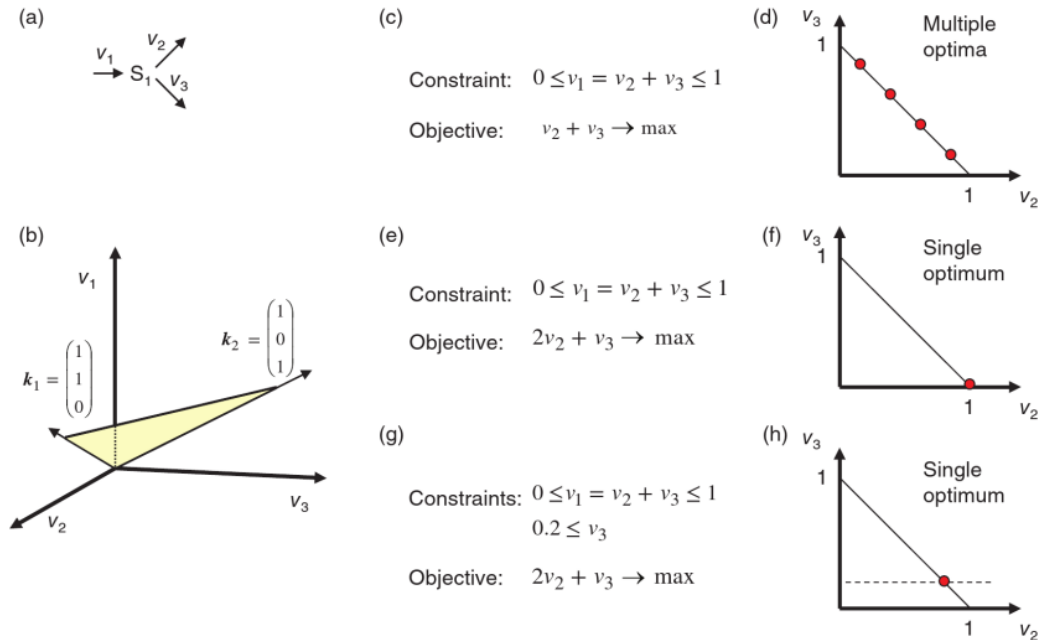 (a)
v₁
v₂
S₁
v₃
(b)
v₁
k₁ = (1 1 0)
k₂ = (1 0 1)
v₂
v₃
(c)
Constraint: 0 ≤ v₁ = v₂ + v₃ ≤ 1
Objective: v₂ + v₃ → max
(d)
v₃
Multiple
optima
1
1
v₂
(e)
Constraint: 0 ≤ v₁ = v₂ + v₃ ≤ 1
Objective: 2v₂ + v₃ → max
(f)
v₃
Single
optimum
1
1
v₂
(g)
Constraints: 0 ≤ v₁ = v₂ + v₃ ≤ 1
0.2 ≤ v₃
Objective: 2v₂ + v₃ → max
(h)
v₃
Single
optimum
1
1
v₂